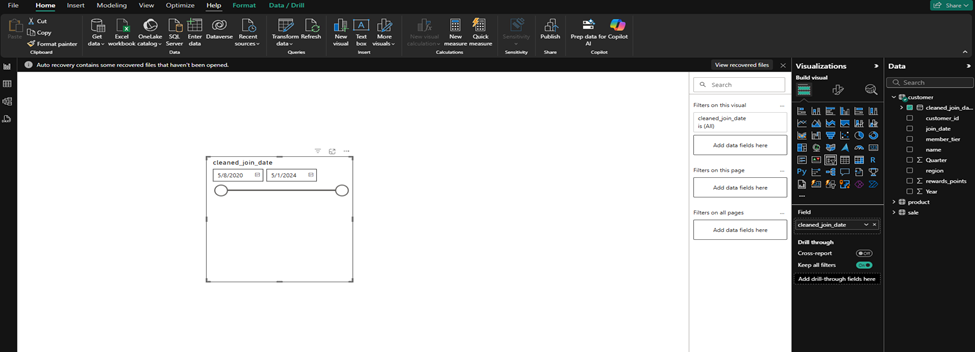 File Home Insert Modeling View Optimize Help Format Data / Drill Share
Paste Cut
Copy
Format painter
Clipboard
Get data
Excel workbook
OneLake catalog
SQL Server
Enter data
Dataverse
Recent sources
Data
Transform data
Refresh
Queries
New visual
Text box
More visuals
Insert
New visual calculation
New measure
Quick measure
Calculations
Sensitivity
Sensitivity
Publish
Share
Prep data for AI
Copilot
Copilot
Auto recovery contains some recovered files that haven't been opened. View recovered files
cleaned_join_date
5/8/2020 5/1/2024
Search
Filters on this visual ...
cleaned_join_date
is (All)
Add data fields here
Filters on this page ...
Add data fields here
Filters on all pages ...
Add data fields here
Visualizations
Build visual
R
Py
...
Field
cleaned_join_date
Drill through
Cross-report Off
Keep all filters On
Add drill-through fields here
Data
Search
customer
cleaned_join_da...
customer_id
join_date
member_tier
name
Quarter
region
rewards_points
Year
product
sale